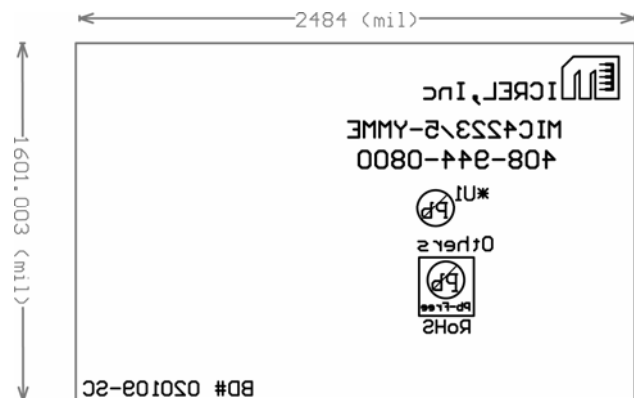 2484 (mil)
1601.003 (mil)
MICREL, Inc
MIC4223/5-YMME
408-944-0800
*U1
Pb
Others
Pb
Pb-Free
RoHS
BD# 020109-SC